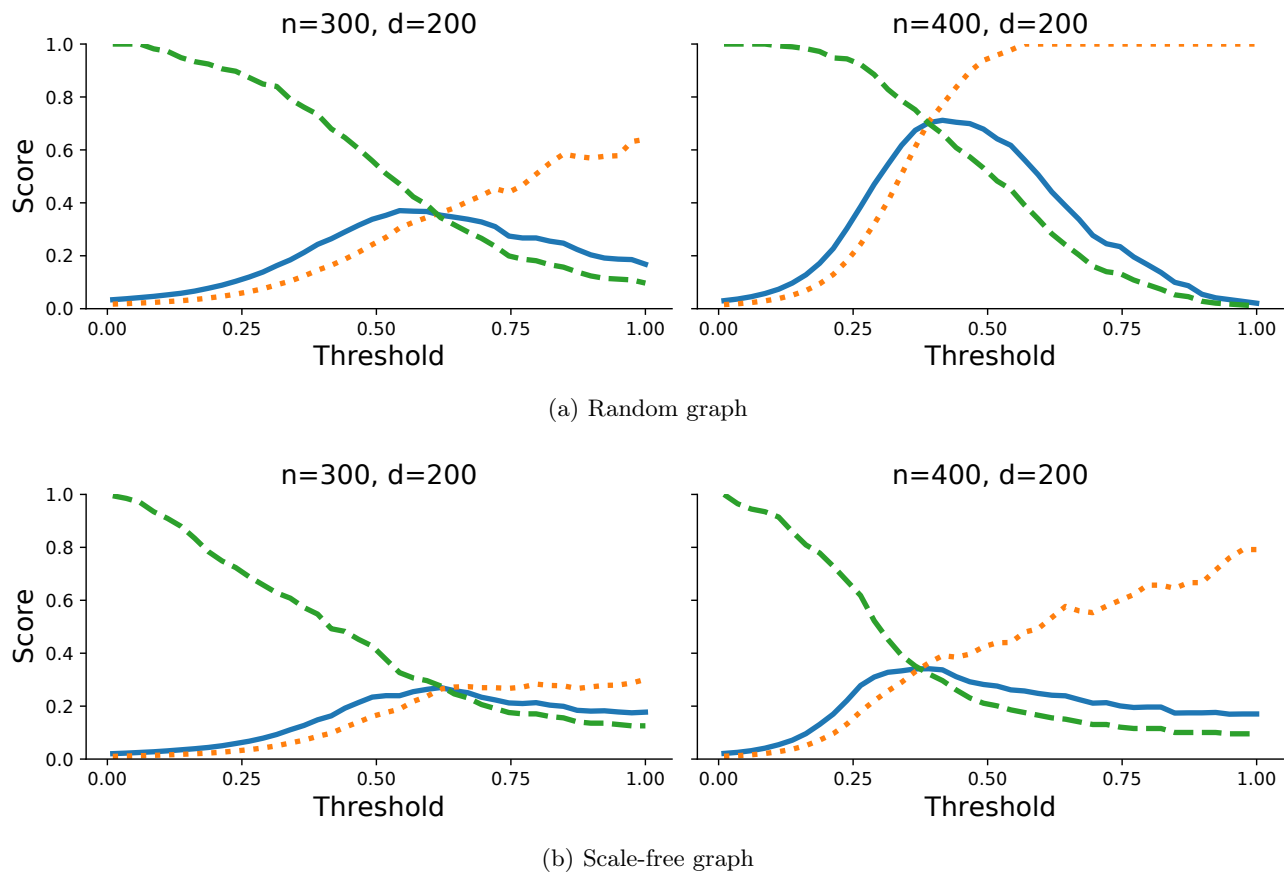 n=300, d=200
n=400, d=200
Score
1.0
0.8
0.6
0.4
0.2
0.0
0.00 0.25 0.50 0.75 1.00
0.00 0.25 0.50 0.75 1.00
Threshold
Threshold
(a) Random graph
n=300, d=200
n=400, d=200
Score
1.0
0.8
0.6
0.4
0.2
0.0
0.00 0.25 0.50 0.75 1.00
0.00 0.25 0.50 0.75 1.00
Threshold
Threshold
(b) Scale-free graph